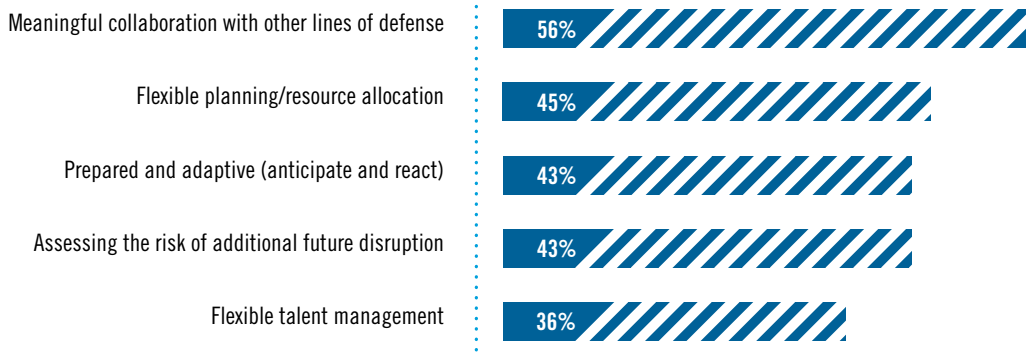 Meaningful collaboration with other lines of defense 56%
Flexible planning/resource allocation 45%
Prepared and adaptive (anticipate and react) 43%
Assessing the risk of additional future disruption 43%
Flexible talent management 36%